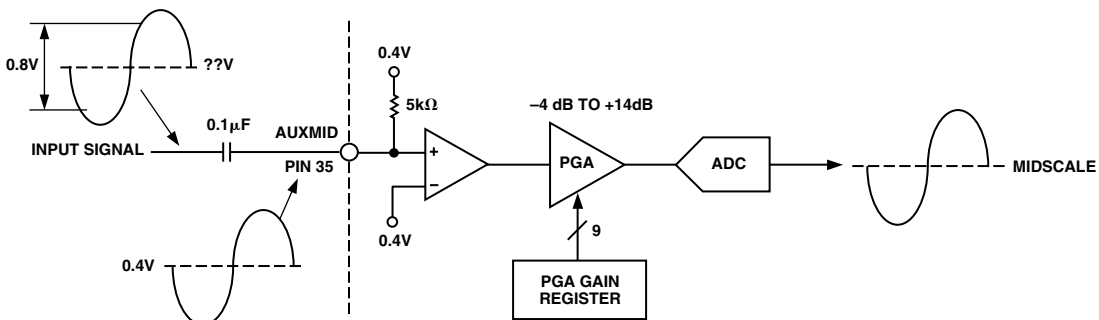 0.8V
??V
0.4V
5kΩ
–4 dB TO +14dB
0.1μF
AUXMID
INPUT SIGNAL
PIN 35
+
–
0.4V
PGA
ADC
MIDSCALE
9
0.4V
PGA GAIN
REGISTER